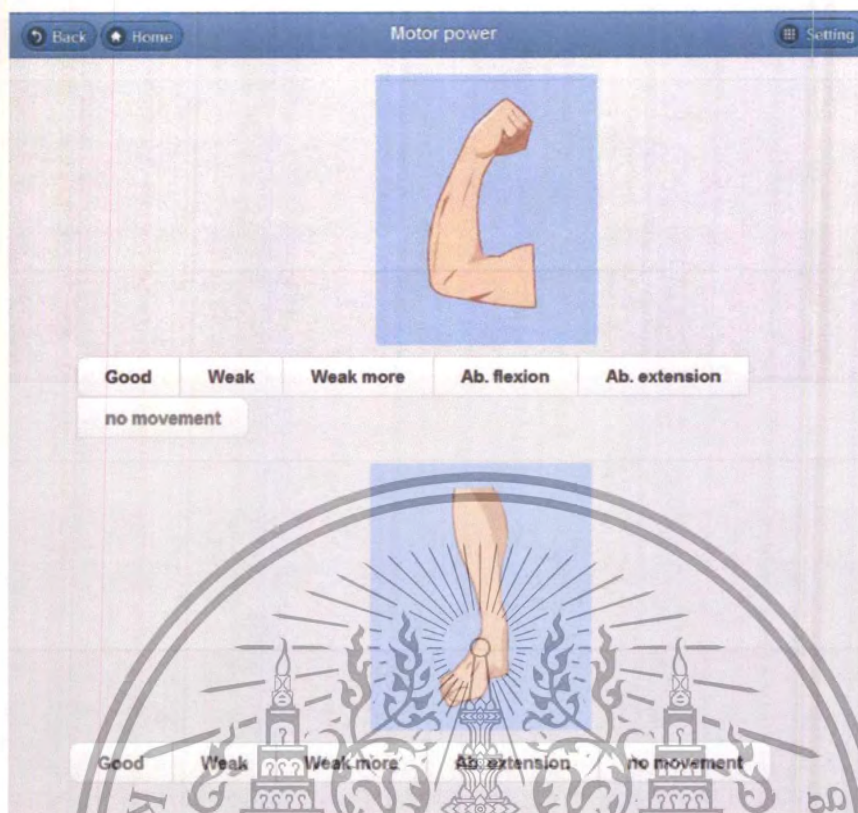 Back Home Motor power Setting
Good Weak Weak more Ab. flexion Ab. extension
no movement
Good Weak Weak more Ab. extension no movement